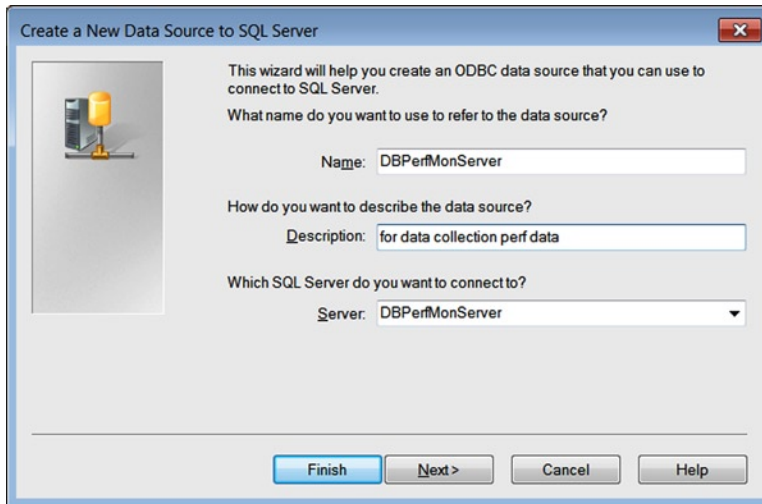 Create a New Data Source to SQL Server
This wizard will help you create an ODBC data source that you can use to
connect to SQL Server.
What name do you want to use to refer to the data source?
Name: DBPerfMonServer
How do you want to describe the data source?
Description: for data collection perf data
Which SQL Server do you want to connect to?
Server: DBPerfMonServer
Finish Next > Cancel Help